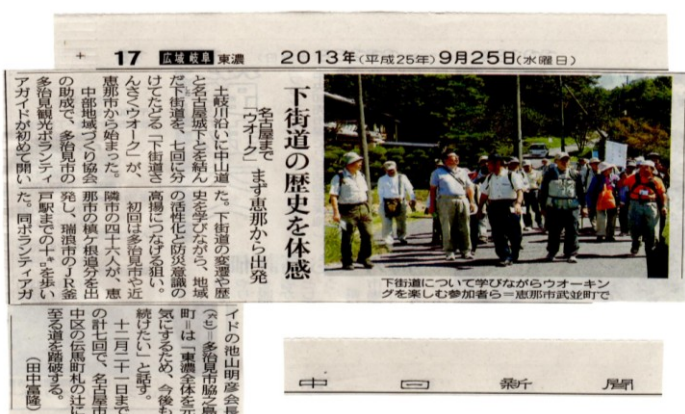 17 広域岐阜 東濃 2013年(平成25年)9月25日(水曜日)
下街道の歴史を体感
名古屋まで
「ウオーク」
まず恵那から出発
土岐川沿いに中山道
と名古屋城下とを結ん
だ下街道を、七回に分
けてたどる「下街道さ
んさくウオーク」が、
恵那市から始まった。
中部地域づくり協会
の助成で、多治見市の
多治見観光ボランティ
アガイドが初めて開い
た。下街道の変遷や歴
史を学びながら、地域
の活性化と防災意識の
高揚につなげる狙い。
初回は多治見市や近
隣市の四十六人が、恵
那市の槙ケ根追分を出
発し、瑞浪市のJR釜
戸駅までの十㌔を歩い
た。同ボランティアガ
イドの池山明彦会長
＝多治見市脇之島
町＝は「東濃全体を元
気にするため、今後も
続けたい」と話す。
十二月二十一日まで
の計七回で、名古屋市
中区の伝馬町札の辻に
至る道を踏破する。
(田中富隆)
下街道について学びながらウオーキン
グを楽しむ参加者ら＝恵那市武並町で
中日新聞